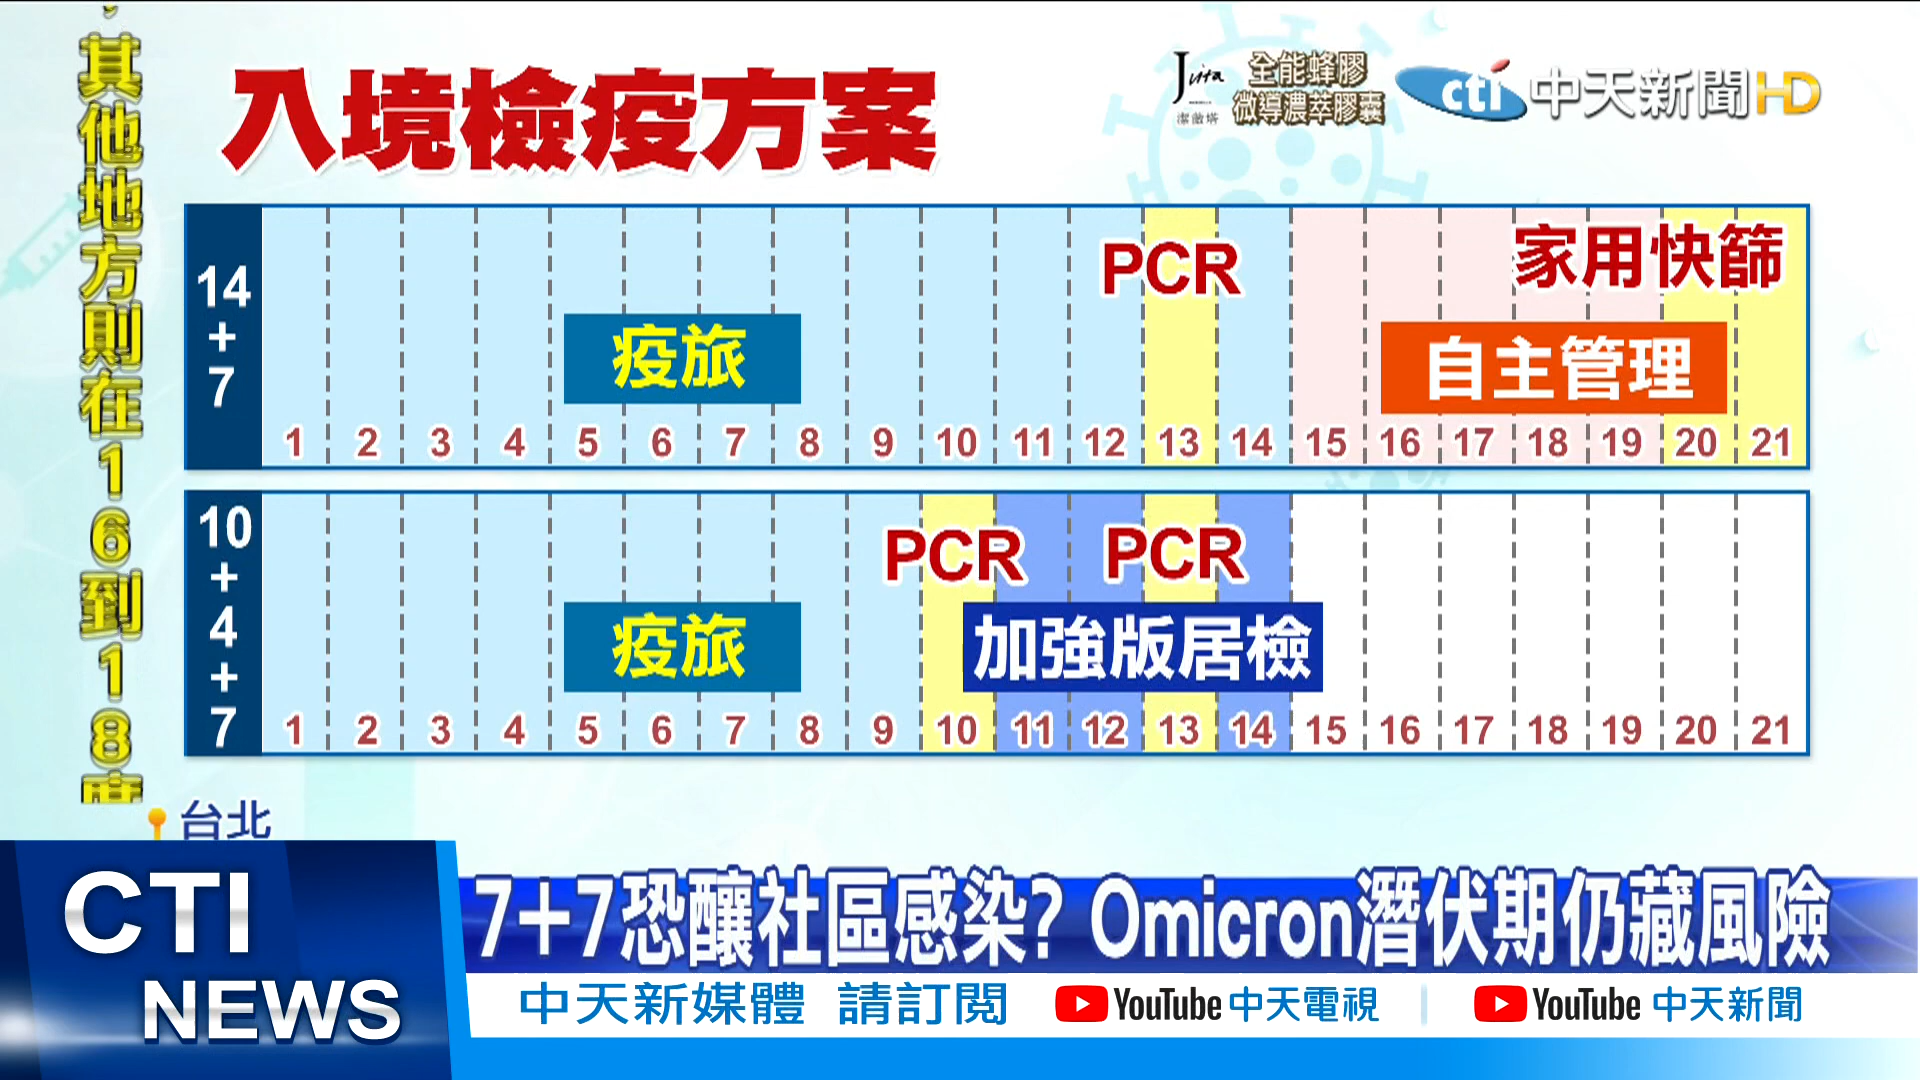 其他地方則在16到18度
入境檢疫方案
Jvita
潔薇塔
全能蜂膠
微導濃萃膠囊
cti 中天新聞HD
14
+
7
PCR
家用快篩
疫旅
自主管理
1 2 3 4 5 6 7 8 9 10 11 12 13 14 15 16 17 18 19 20 21
10
+
4
+
7
PCR
PCR
疫旅
加強版居檢
1 2 3 4 5 6 7 8 9 10 11 12 13 14 15 16 17 18 19 20 21
台北
CTI
NEWS
7+7恐釀社區感染? Omicron潛伏期仍藏風險
中天新媒體 請訂閱 YouTube 中天電視 | YouTube 中天新聞